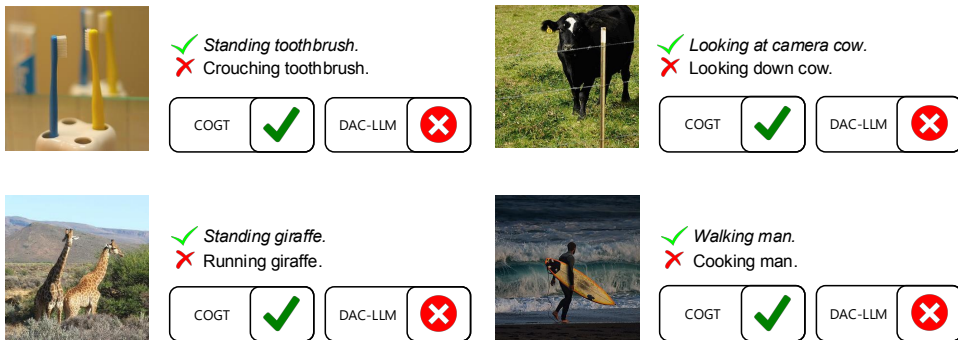 Standing toothbrush.
Crouching toothbrush.
COGT DAC-LLM
Looking at camera cow.
Looking down cow.
COGT DAC-LLM
Standing giraffe.
Running giraffe.
COGT DAC-LLM
Walking man.
Cooking man.
COGT DAC-LLM